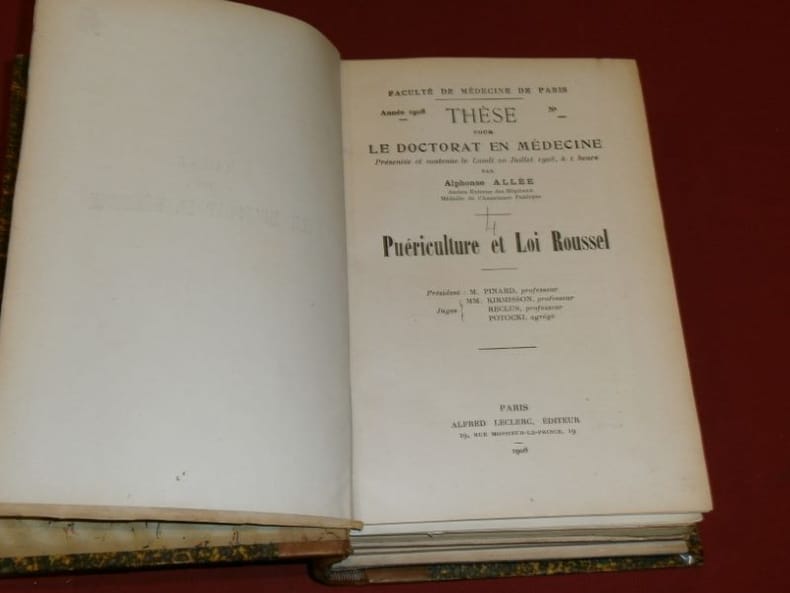 FACULTÉ DE MÉDECINE DE PARIS
Année 1908 THÈSE No
POUR
LE DOCTORAT EN MÉDECINE
Présentée et soutenue le Lundi 20 Juillet 1908, à 1 heure
PAR
Alphonse ALLÉE
Ancien Externe des Hôpitaux
Médaille de l'Assistance Publique
4
Puériculture et Loi Roussel
Président : M. PINARD, professeur
MM. KIRMISSON, professeur
Juges RECLUS, professeur
POTOCKI, agrégé
PARIS
ALFRED LECLERC, ÉDITEUR
19, RUE MONSIEUR-LE-PRINCE, 19
1908